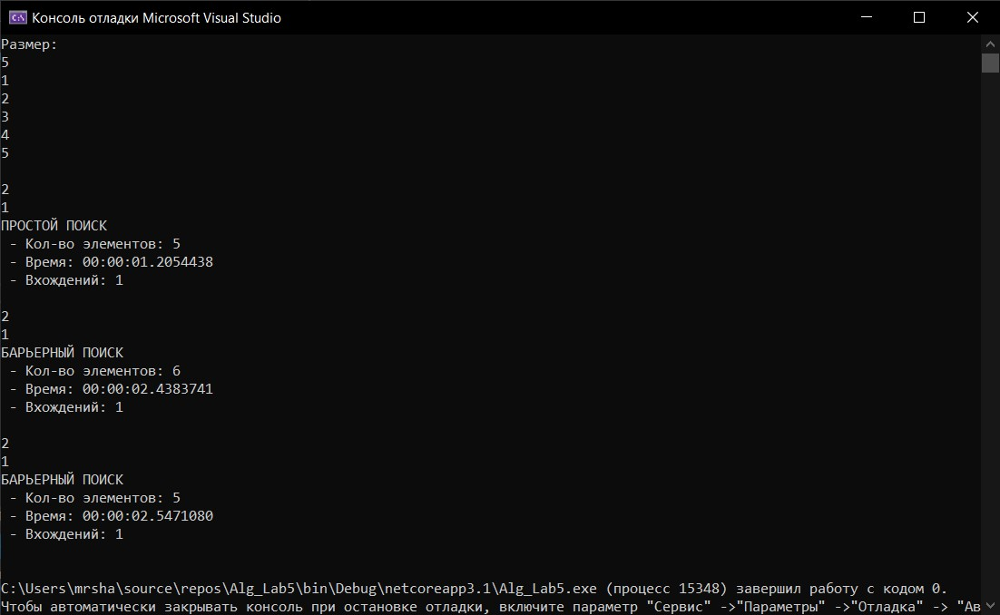 Консоль отладки Microsoft Visual Studio
Размер:
5
1
2
3
4
5
2
1
ПРОСТОЙ ПОИСК
- Кол-во элементов: 5
- Время: 00:00:01.2054438
- Вхождений: 1
2
1
БАРЬЕРНЫЙ ПОИСК
- Кол-во элементов: 6
- Время: 00:00:02.4383741
- Вхождений: 1
2
1
БАРЬЕРНЫЙ ПОИСК
- Кол-во элементов: 5
- Время: 00:00:02.5471080
- Вхождений: 1
C:\Users\mrsha\source\repos\Alg_Lab5\bin\Debug\netcoreapp3.1\Alg_Lab5.exe (процесс 15348) завершил работу с кодом 0.
Чтобы автоматически закрывать консоль при остановке отладки, включите параметр "Сервис" ->"Параметры" ->"Отладка" -> "Ав